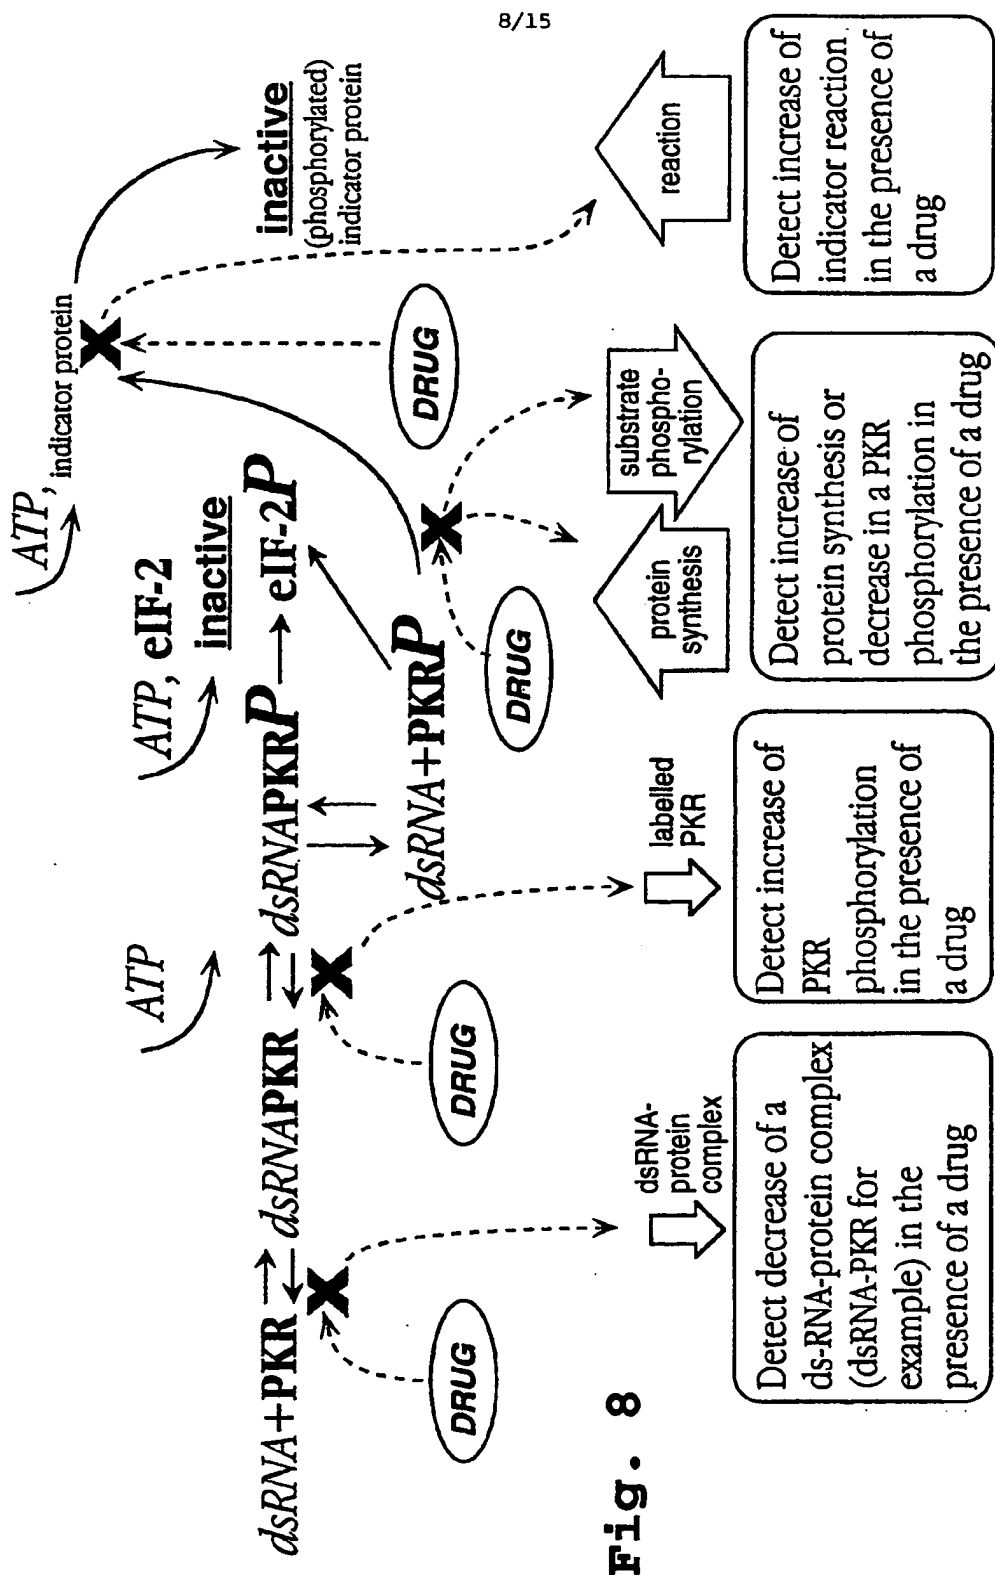 8/15
ATP, indicator protein
inactive
(phosphorylated)
indicator protein
ATP, eIF-2
inactive
ATP
dsRNA+PKR
dsRNAPKR
dsRNAPKRP
eIF-2P
dsRNA+PKRP
DRUG
DRUG
DRUG
DRUG
dsRNA-
protein
complex
labelled
PKR
protein
synthesis
substrate
phospho-
rylation
reaction
Detect decrease of a
ds-RNA-protein complex
(dsRNA-PKR for
example) in the
presence of a drug
Detect increase of
PKR
phosphorylation
in the presence of
a drug
Detect increase of
protein synthesis or
decrease in a PKR
phosphorylation in
the presence of a drug
Detect increase of
indicator reaction
in the presence of
a drug
Fig. 8